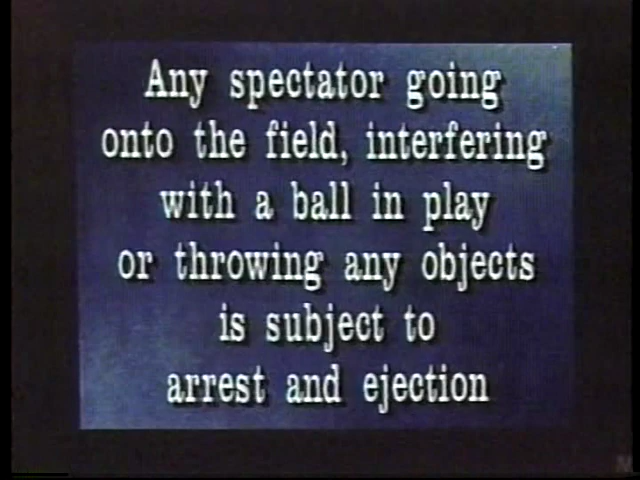 Any spectator going
onto the field, interfering
with a ball in play
or throwing any objects
is subject to
arrest and ejection